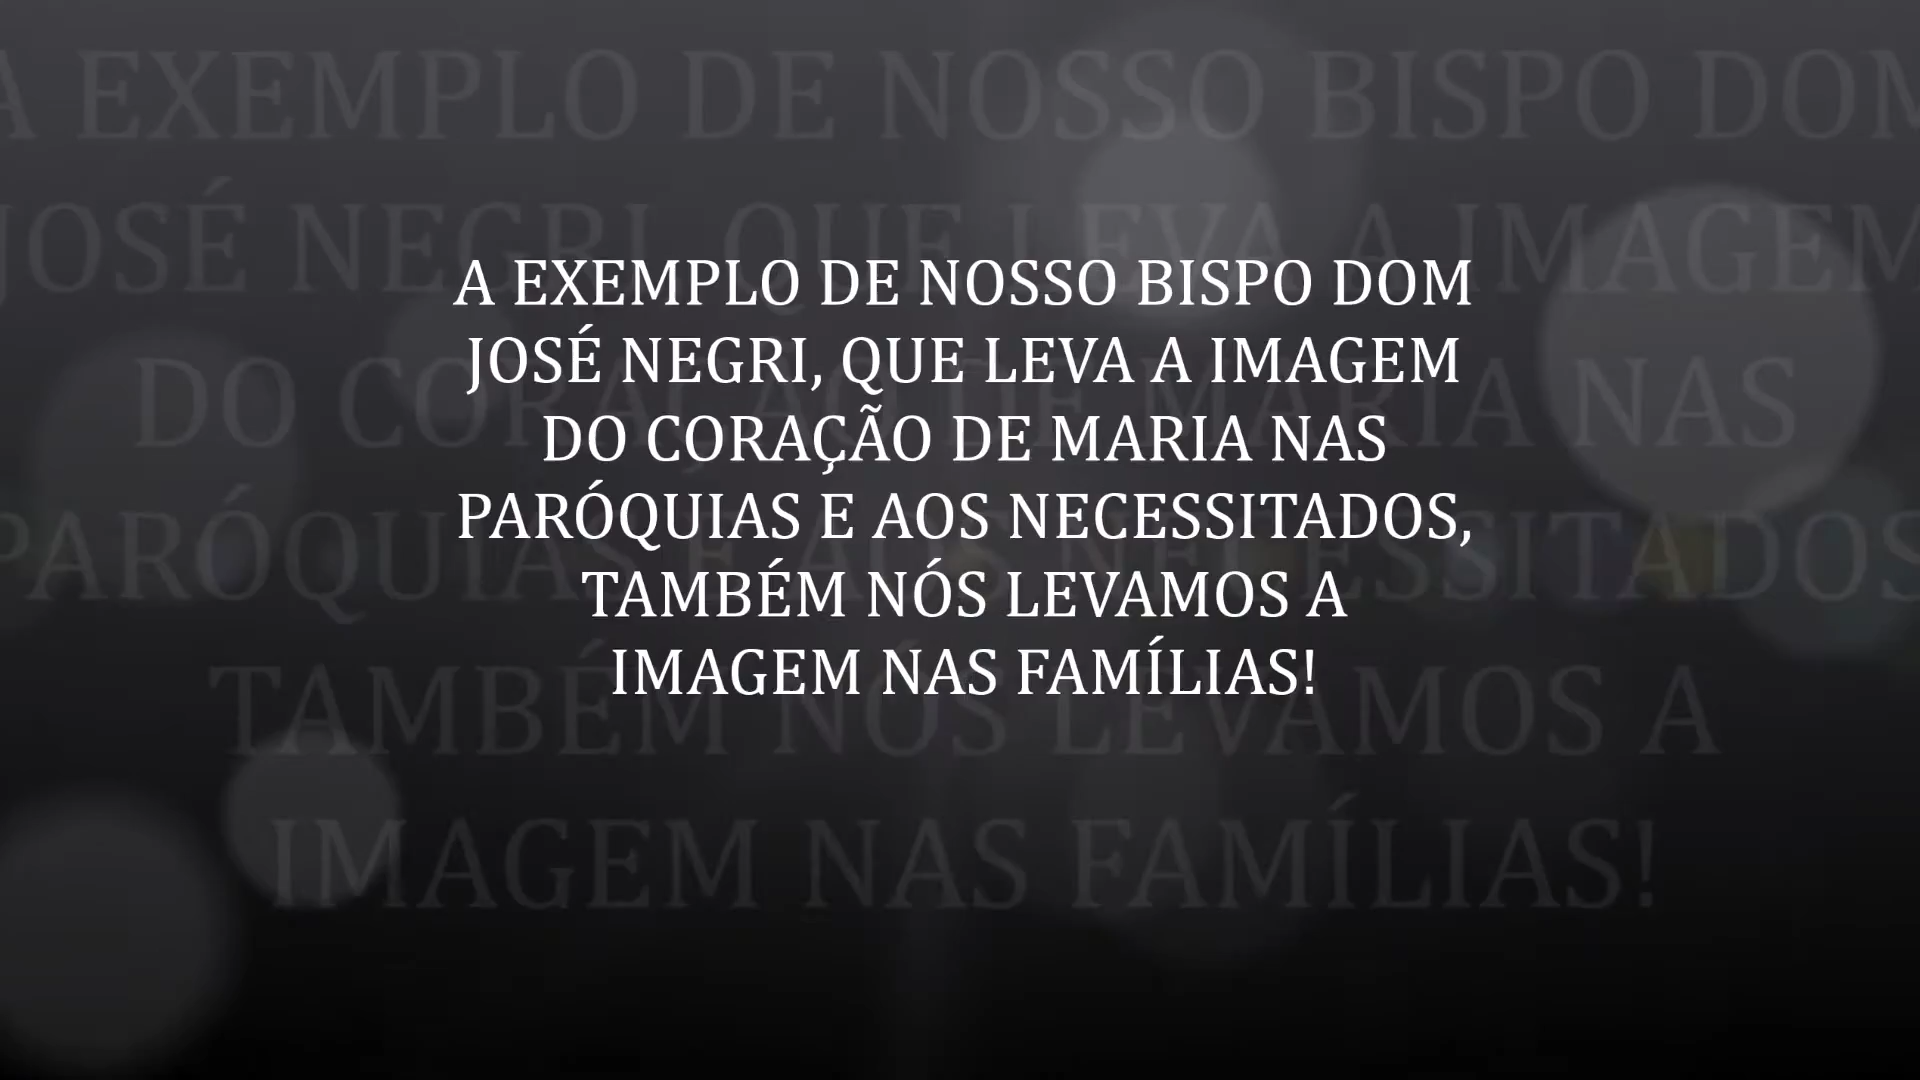 A EXEMPLO DE NOSSO BISPO DOM
JOSÉ NEGRI, QUE LEVA A IMAGEM
DO CORAÇÃO DE MARIA NAS
PARÓQUIAS E AOS NECESSITADOS,
TAMBÉM NÓS LEVAMOS A
IMAGEM NAS FAMÍLIAS!